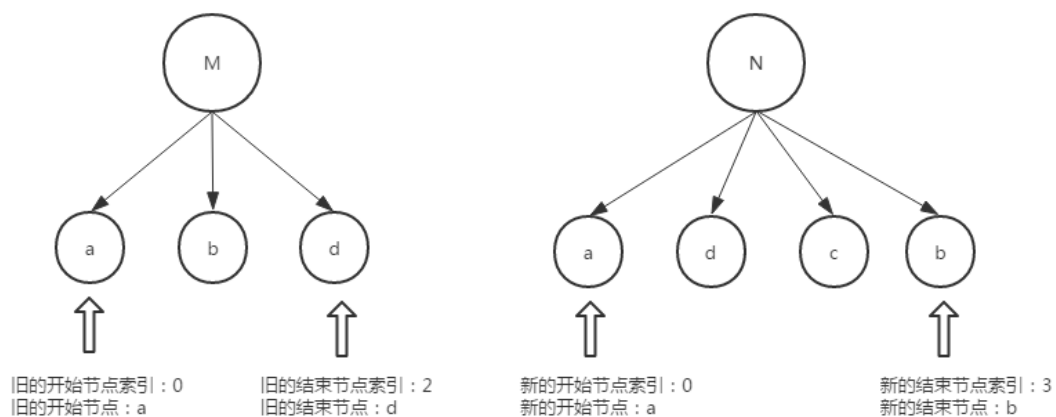 M
N
a
b
d
a
d
c
b
旧的开始节点索引：0
旧的开始节点：a
旧的结束节点索引：2
旧的结束节点：d
新的开始节点索引：0
新的开始节点：a
新的结束节点索引：3
新的结束节点：b